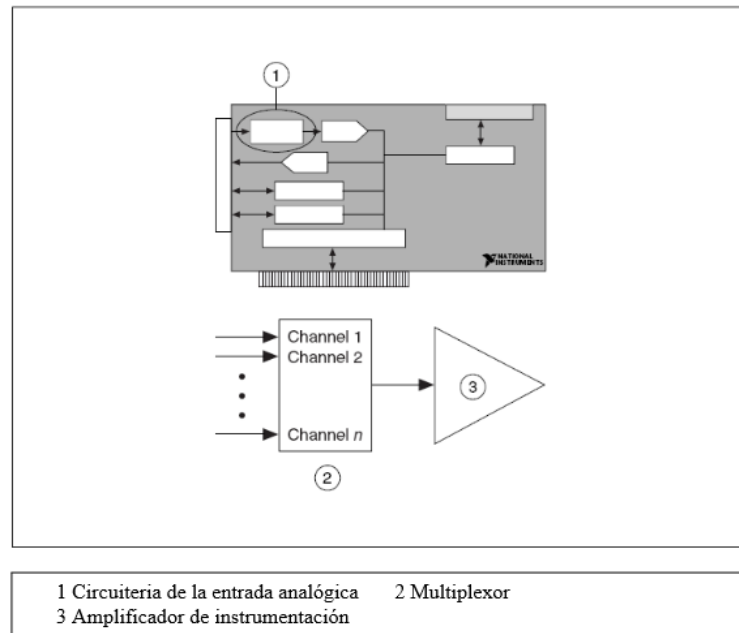 1
NATIONAL
INSTRUMENTS
Channel 1
Channel 2
3
Channel n
2
1 Circuiteria de la entrada analógica 2 Multiplexor
3 Amplificador de instrumentación